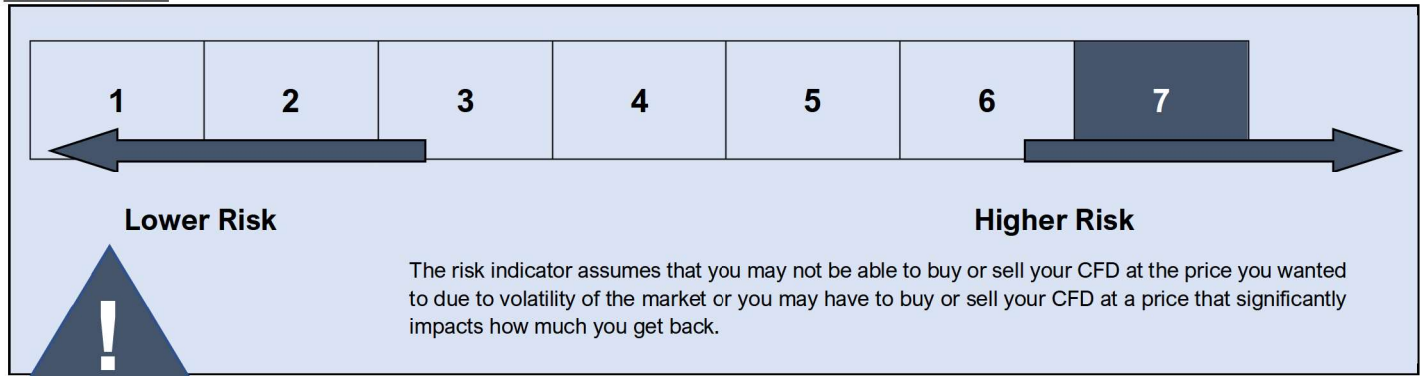 1 2 3 4 5 6 7
Lower Risk Higher Risk
The risk indicator assumes that you may not be able to buy or sell your CFD at the price you wanted
to due to volatility of the market or you may have to buy or sell your CFD at a price that significantly
impacts how much you get back.
!